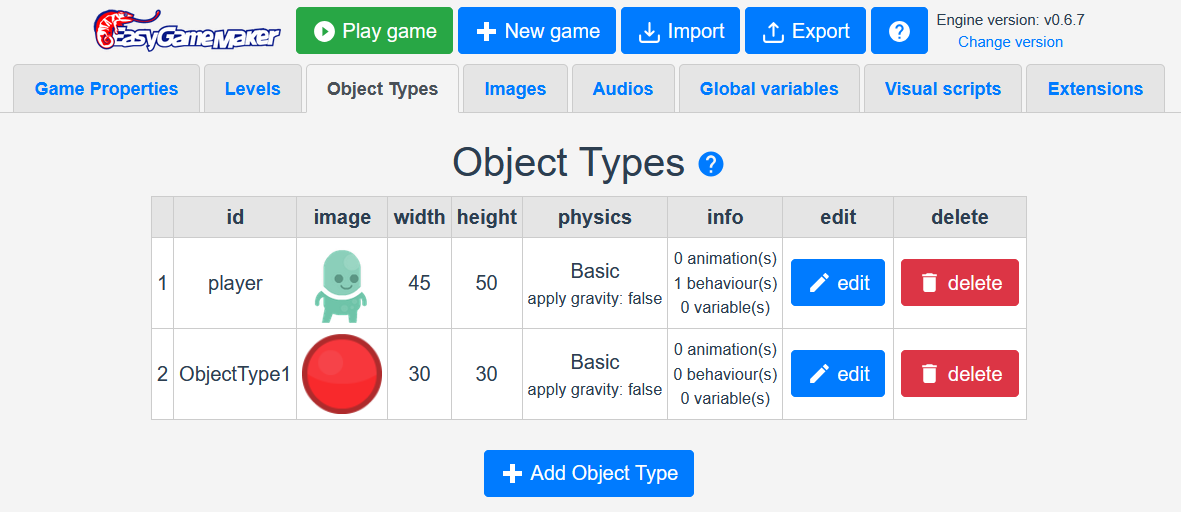 EasyGameMaker
Play game
New game
Import
Export
?
Engine version: v0.6.7
Change version
Game Properties
Levels
Object Types
Images
Audios
Global variables
Visual scripts
Extensions
Object Types ?
id image width height physics info edit delete
1 player 45 50 Basic
apply gravity: false
0 animation(s)
1 behaviour(s)
0 variable(s)
edit
delete
2 ObjectType1 30 30 Basic
apply gravity: false
0 animation(s)
0 behaviour(s)
0 variable(s)
edit
delete
Add Object Type